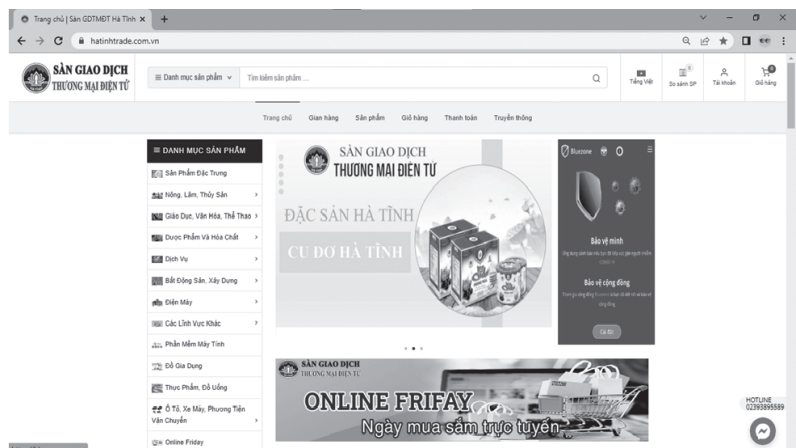 Trang chủ | Sàn GDTMĐT Hà Tĩnh
hatinhtrade.com.vn
SÀN GIAO DỊCH
THƯƠNG MẠI ĐIỆN TỬ
Danh mục sản phẩm
Tìm kiếm sản phẩm ....
Tiếng Việt
0
So sánh SP
Tài khoản
0
Giỏ hàng
Trang chủ Gian hàng Sản phẩm Giỏ hàng Thanh toán Truyền thông
DANH MỤC SẢN PHẨM
Sản Phẩm Đặc Trưng
Nông, Lâm, Thủy Sản
Giáo Dục, Văn Hóa, Thể Thao
Dược Phẩm Và Hóa Chất
Dịch Vụ
Bất Động Sản, Xây Dựng
Điện Máy
Các Lĩnh Vực Khác
Phần Mềm Máy Tính
Đồ Gia Dụng
Thực Phẩm, Đồ Uống
Ô Tô, Xe Máy, Phương Tiện
Vận Chuyển
Online Friday
SÀN GIAO DỊCH
THƯƠNG MẠI ĐIỆN TỬ
ĐẶC SẢN HÀ TĨNH
CU ĐƠ HÀ TĨNH
Bluezone
Bảo vệ mình
Bảo vệ cộng đồng
Cài đặt
SÀN GIAO DỊCH
THƯƠNG MẠI ĐIỆN TỬ
ONLINE FRIFAY
Ngày mua sắm trực tuyến
HOTLINE
02393895589